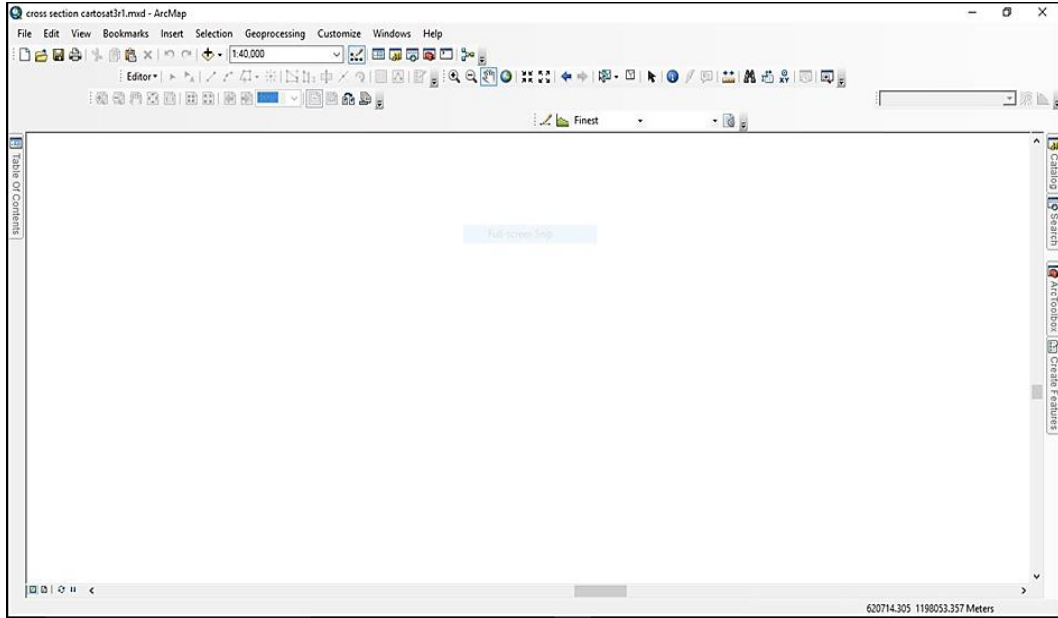 cross section cartosat3r1.mxd - ArcMap
File Edit View Bookmarks Insert Selection Geoprocessing Customize Windows Help
1:40,000
Editor
Finest
Table Of Contents
Full-screen Snip
Catalog
Search
ArcToolbox
Create Features
620714.305 1198053.357 Meters